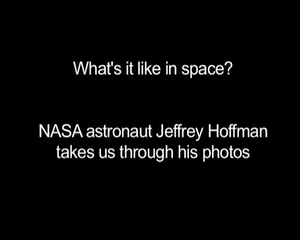 What's it like in space?
NASA astronaut Jeffrey Hoffman
takes us through his photos